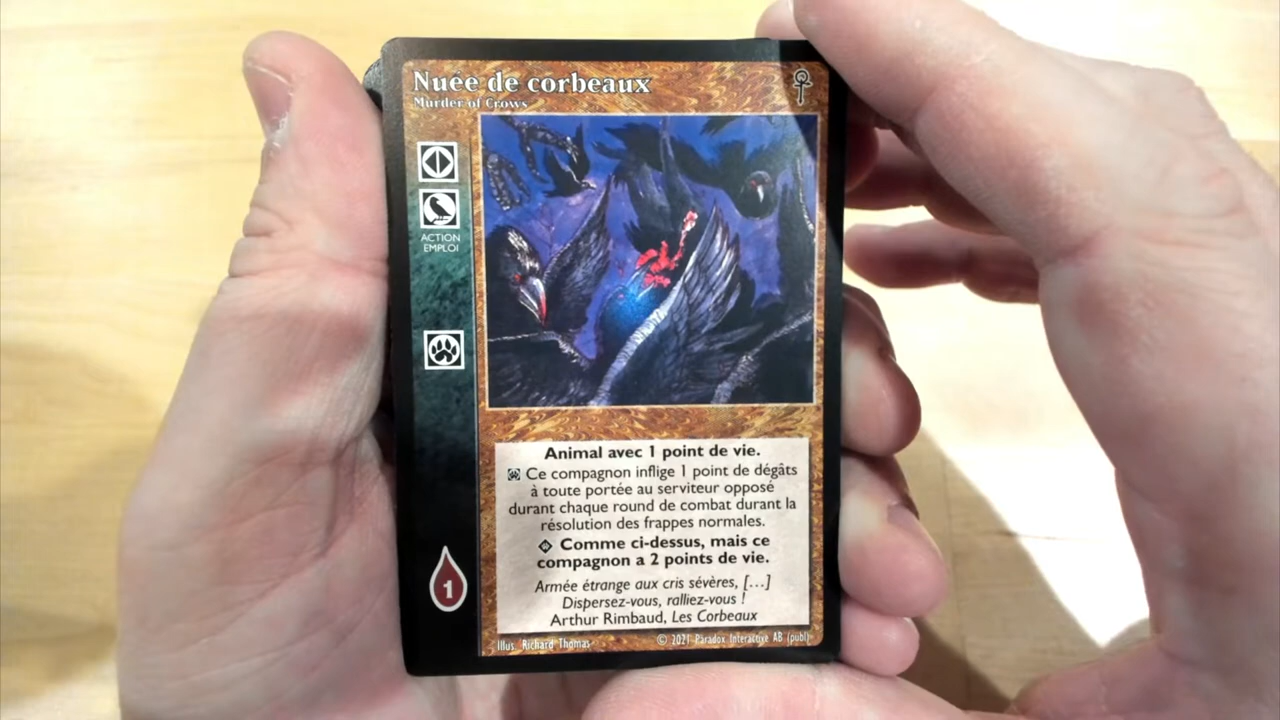 Nuée de corbeaux
Murder of Crows
ACTION
EMPLOI
Animal avec 1 point de vie.
Ce compagnon inflige 1 point de dégâts
à toute portée au serviteur opposé
durant chaque round de combat durant la
résolution des frappes normales.
Comme ci-dessus, mais ce
compagnon a 2 points de vie.
Armée étrange aux cris sévères, […]
Dispersez-vous, ralliez-vous !
Arthur Rimbaud, Les Corbeaux
1
Illus. Richard Thomas
© 2021 Paradox Interactive AB (publ)